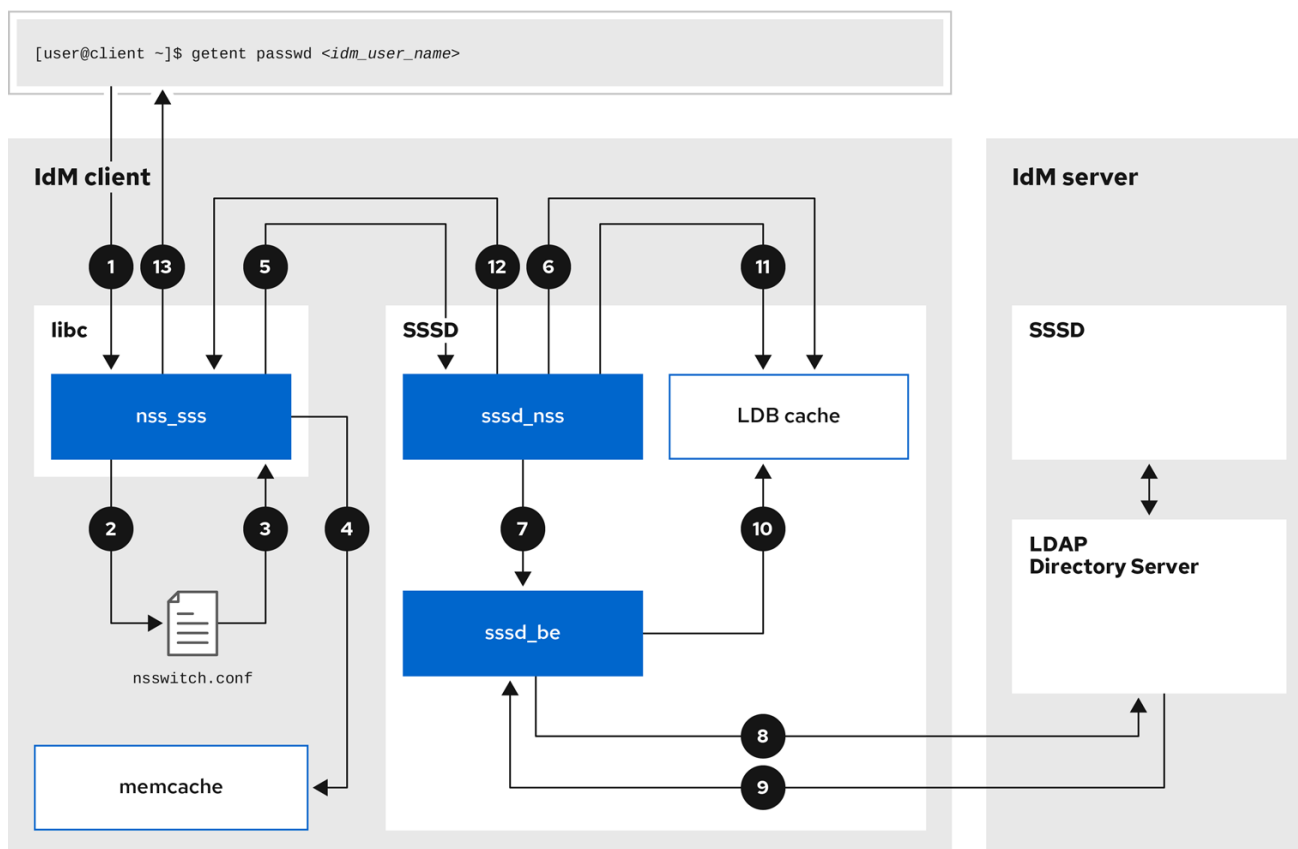 [user@client ~]$ getent passwd <idm_user_name>
IdM client
IdM server
1
13
5
12
6
11
libc
SSSD
SSSD
nss_sss
sssd_nss
LDB cache
2
3
4
7
10
LDAP
Directory Server
sssd_be
nsswitch.conf
8
memcache
9